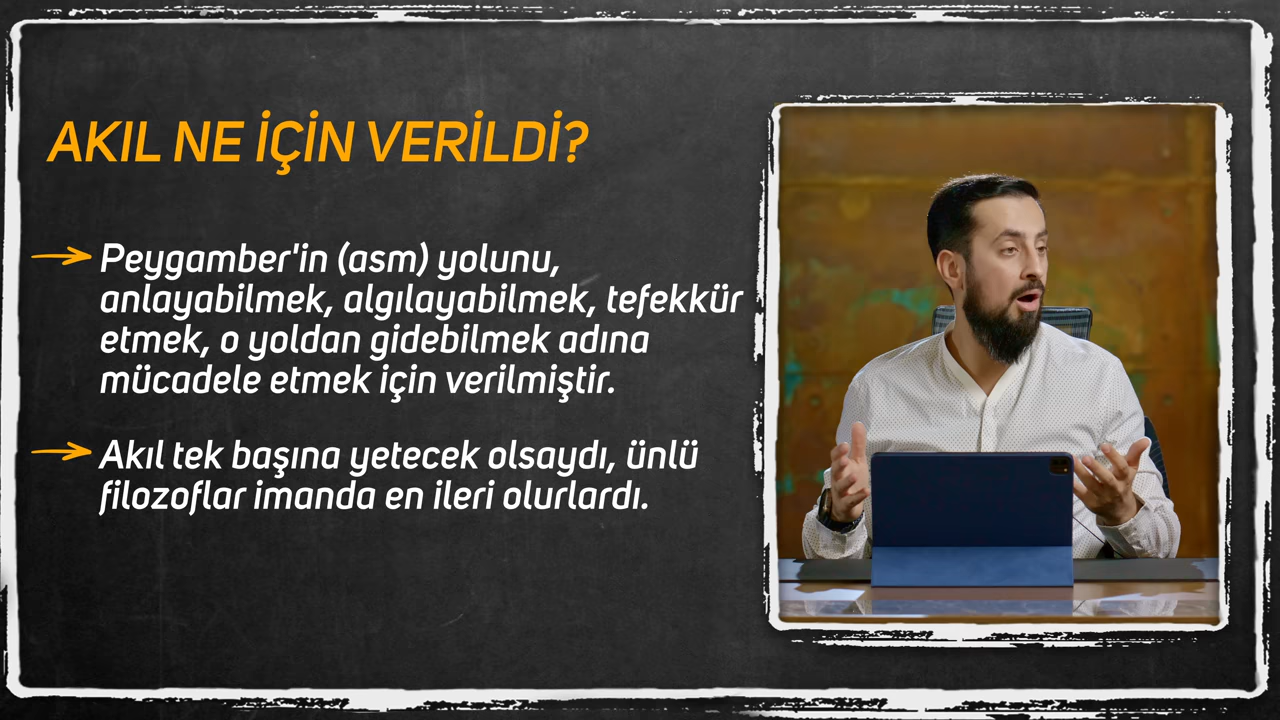 AKIL NE İÇİN VERİLDİ?
Peygamber'in (asm) yolunu,
anlayabilmek, algılayabilmek, tefekkür
etmek, o yoldan gidebilmek adına
mücadele etmek için verilmiştir.
Akıl tek başına yetecek olsaydı, ünlü
filozoflar imanda en ileri olurlardı.